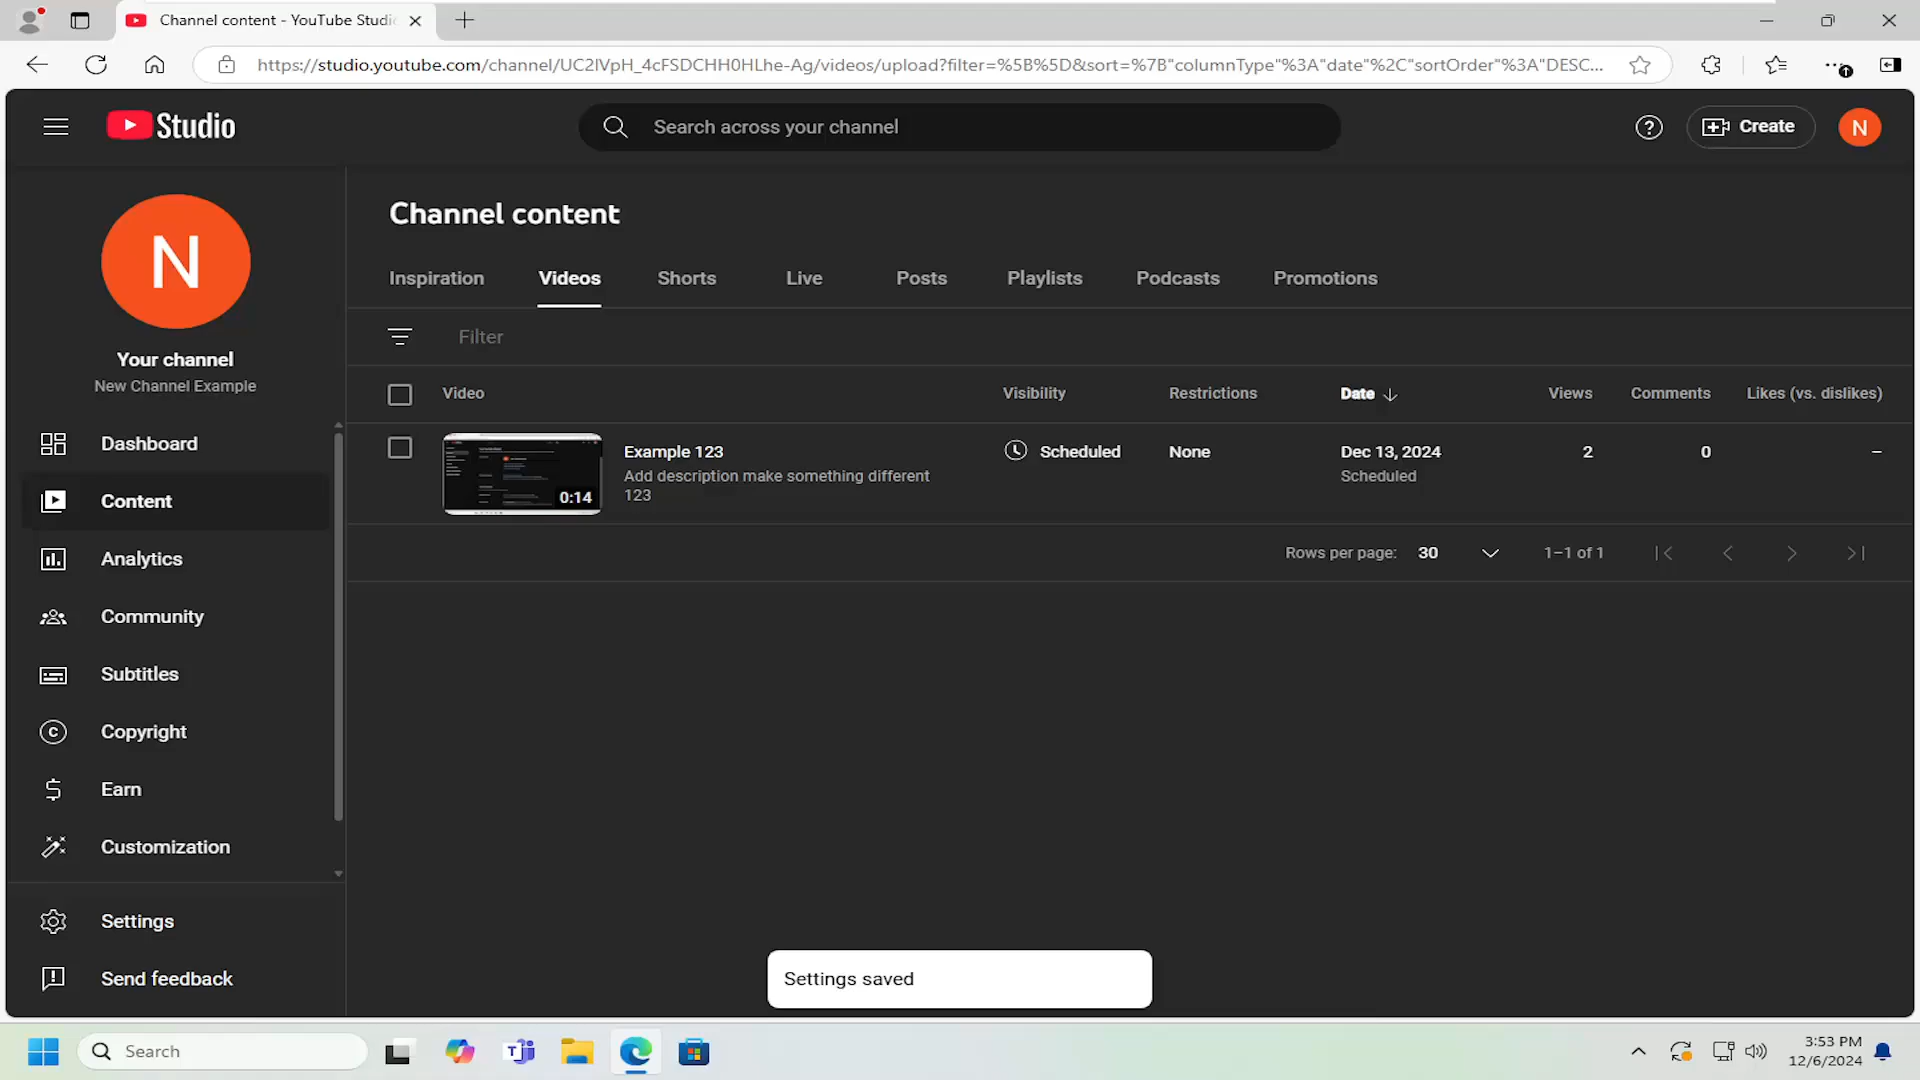 Channel content - YouTube Studi
https://studio.youtube.com/channel/UC2lVpH_4cFSDCHH0HLhe-Ag/videos/upload?filter=%5B%5D&sort=%7B"columnType"%3A"date"%2C"sortOrder"%3A"DESC...
Studio
Search across your channel
Create
N
N
Your channel
New Channel Example
Dashboard
Content
Analytics
Community
Subtitles
Copyright
Earn
Customization
Settings
Send feedback
Channel content
Inspiration Videos Shorts Live Posts Playlists Podcasts Promotions
Filter
Video Visibility Restrictions Date Views Comments Likes (vs. dislikes)
0:14
Example 123 Scheduled None Dec 13, 2024 2 0 –
Add description make something different Scheduled
123
Rows per page: 30 1–1 of 1
Settings saved
Search
3:53 PM
12/6/2024